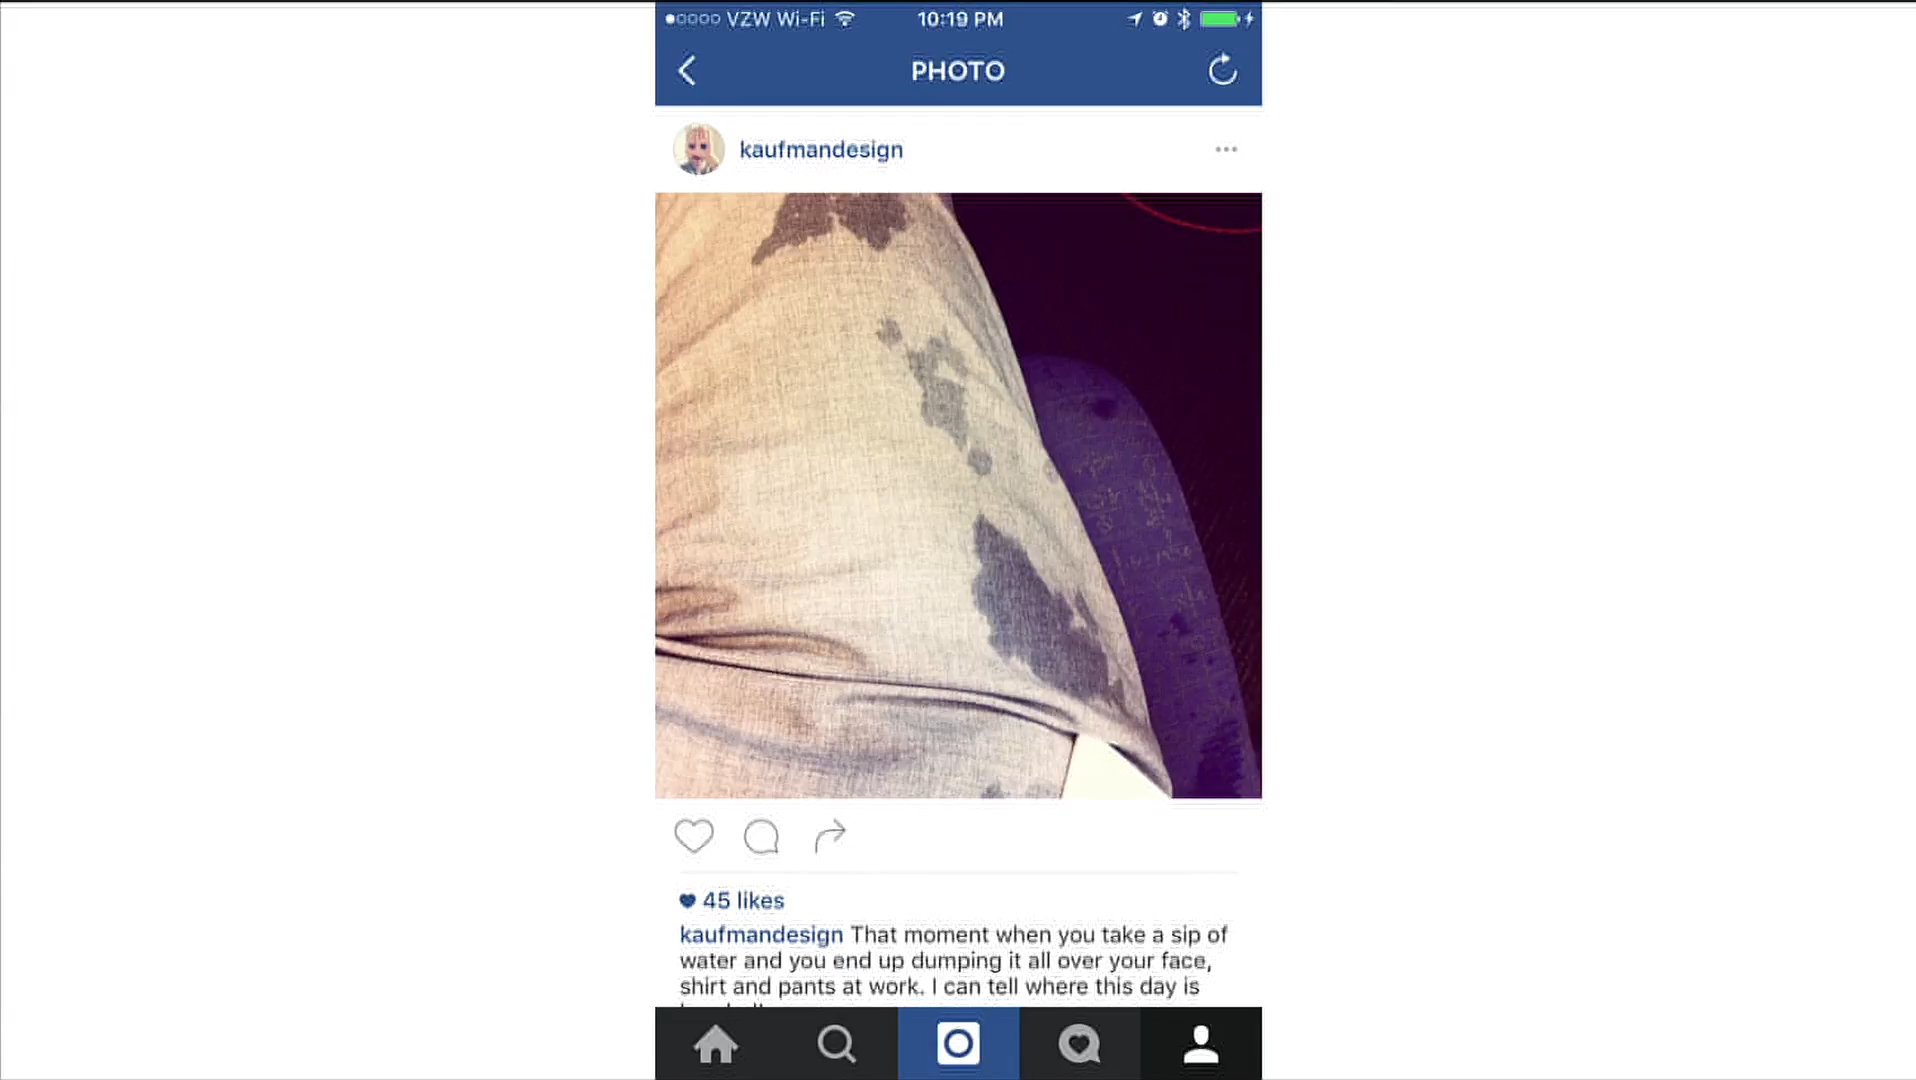 VZW Wi-Fi 10:19 PM
PHOTO
kaufmandesign
45 likes
kaufmandesign That moment when you take a sip of
water and you end up dumping it all over your face,
shirt and pants at work. I can tell where this day is